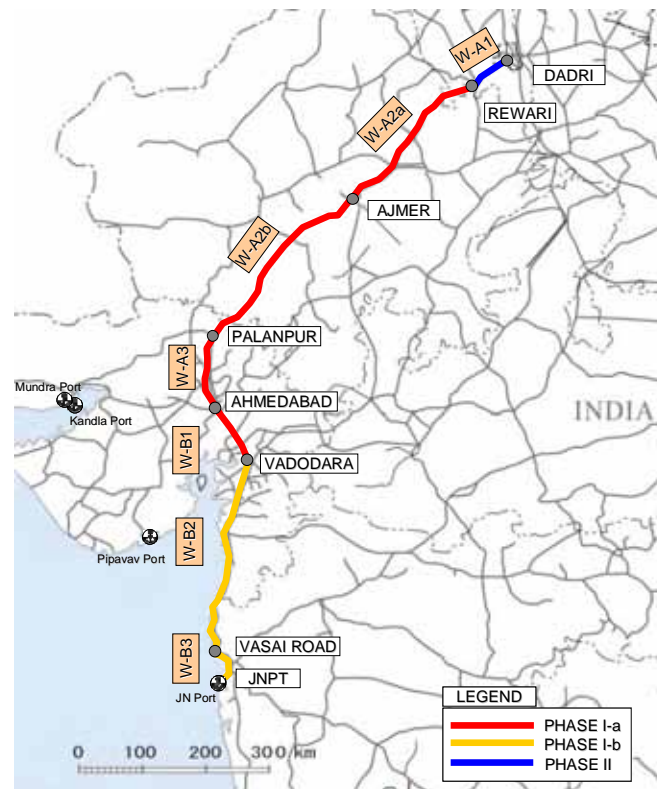 W-A1
DADRI
REWARI
W-A2a
AJMER
W-A2b
PALANPUR
W-A3
Mundra Port
AHMEDABAD
Kandla Port
INDIA
W-B1
VADODARA
W-B2
Pipavav Port
VASAI ROAD
W-B3
JNPT
JN Port
LEGEND
PHASE I-a
PHASE I-b
PHASE II
0 100 200 300 km